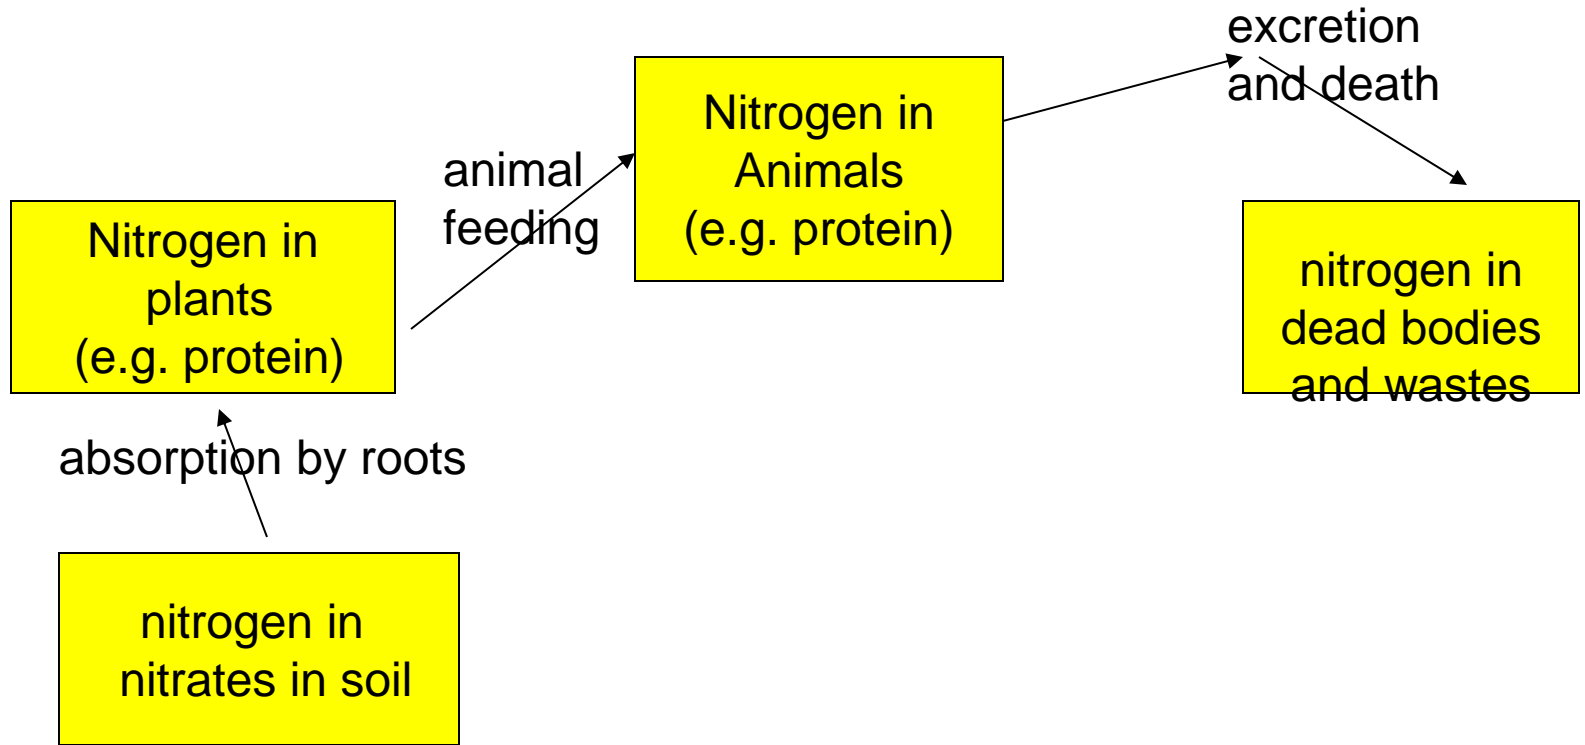 excretion
and death
Nitrogen in
Animals
(e.g. protein)
animal
feeding
Nitrogen in
plants
(e.g. protein)
nitrogen in
dead bodies
and wastes
absorption by roots
nitrogen in
nitrates in soil